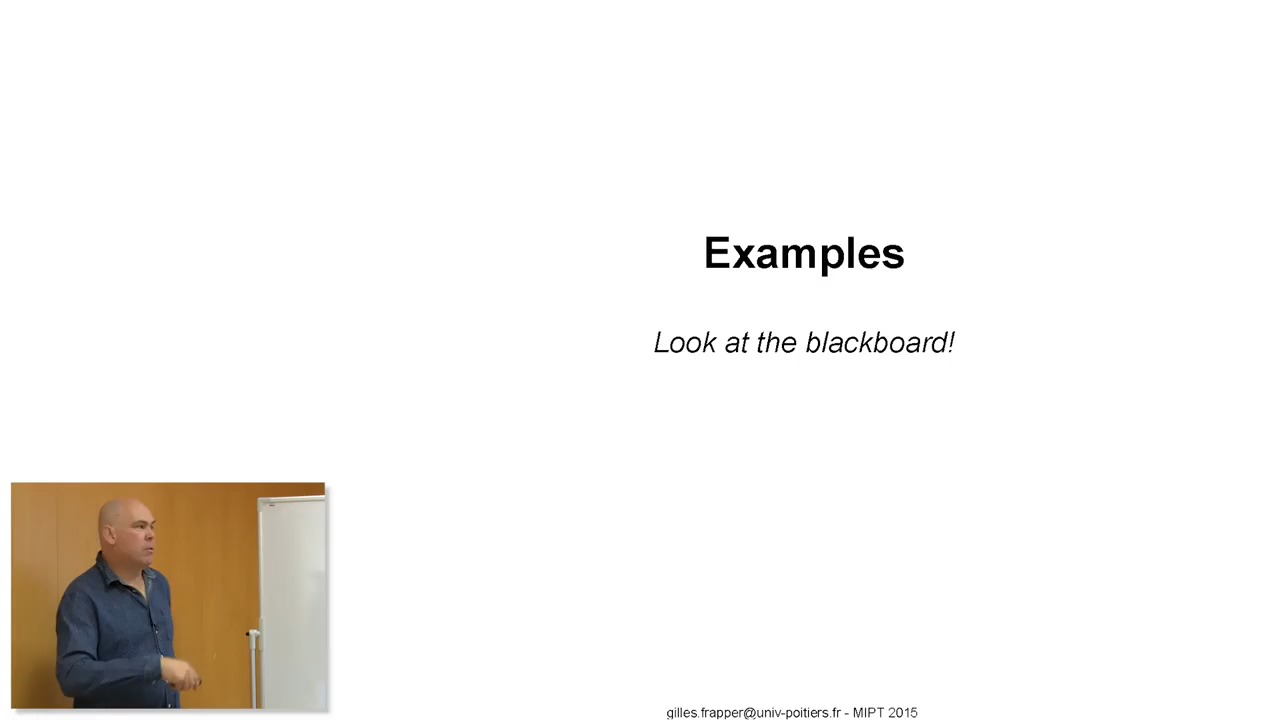 Examples
Look at the blackboard!
gilles.frapper@univ-poitiers.fr - MIPT 2015